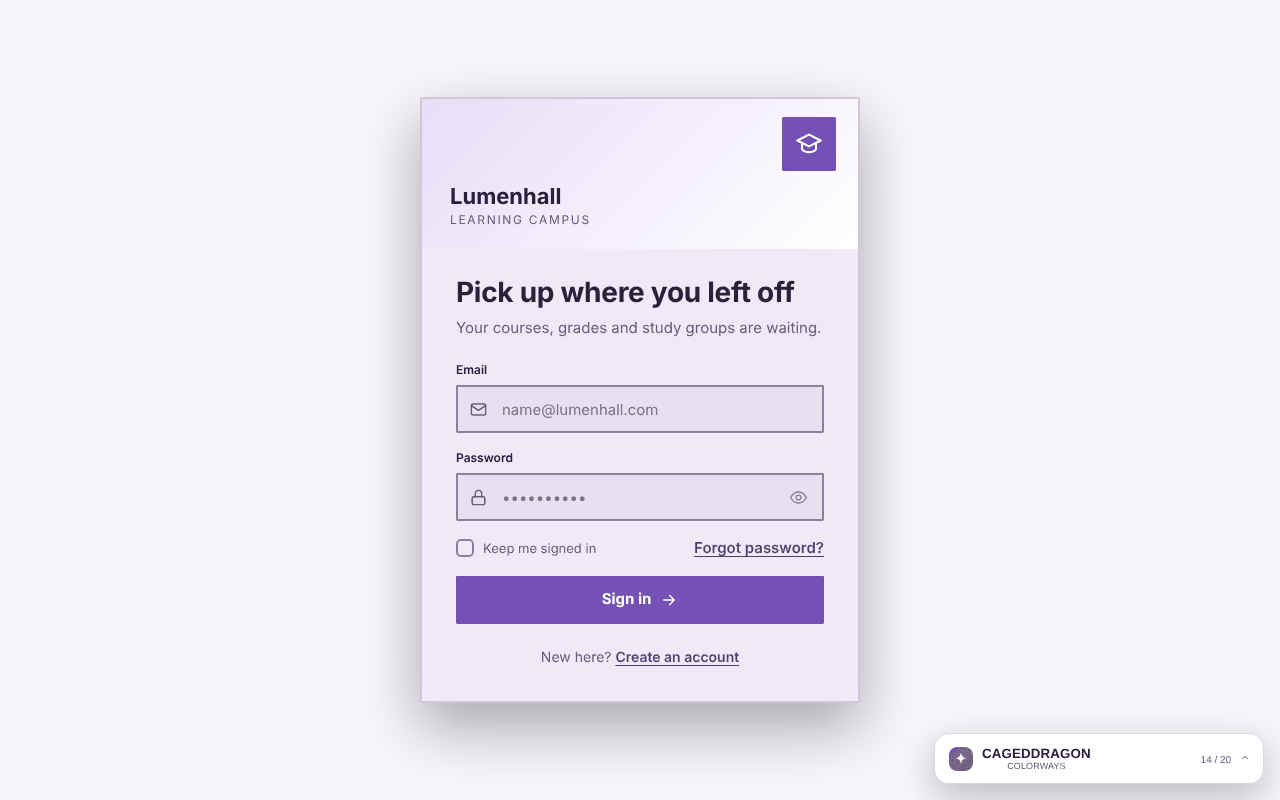 Lumenhall
LEARNING CAMPUS
Pick up where you left off
Your courses, grades and study groups are waiting.
Email
name@lumenhall.com
Password
••••••••••
Keep me signed in
Forgot password?
Sign in →
New here? Create an account
CAGEDDRAGON
COLORWAYS
14 / 20